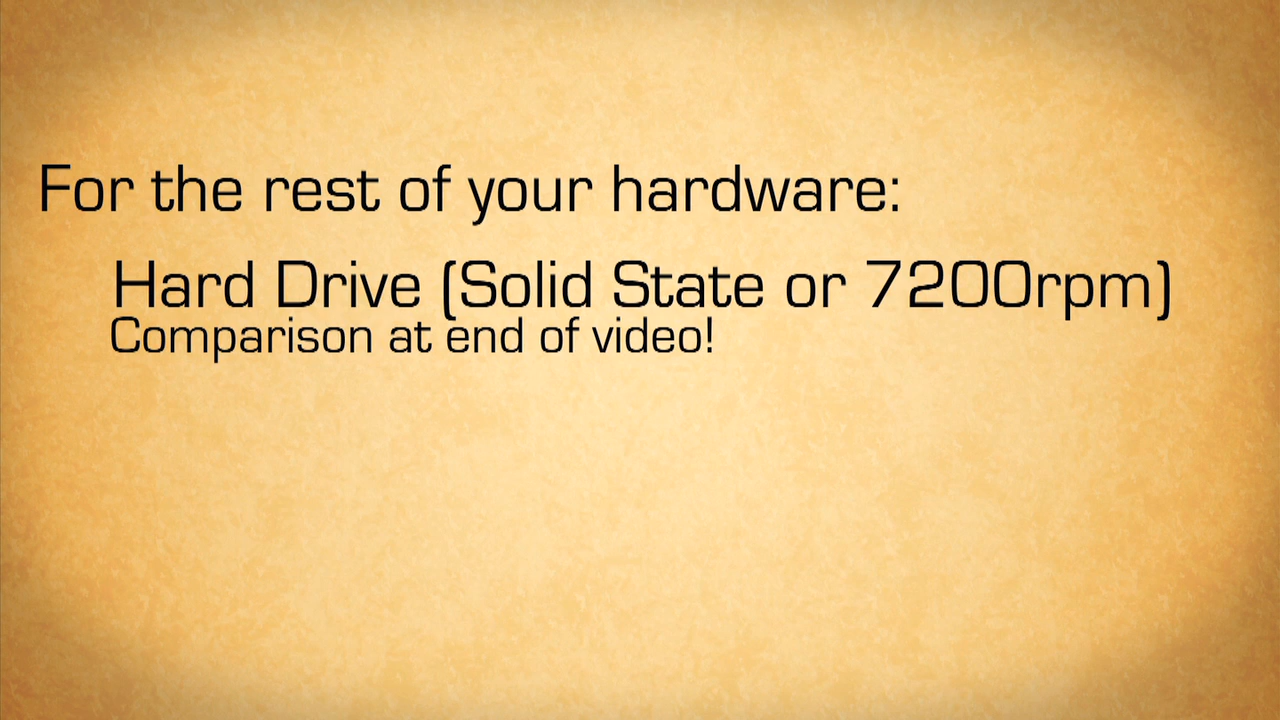 For the rest of your hardware:
Hard Drive (Solid State or 7200rpm)
Comparison at end of video!